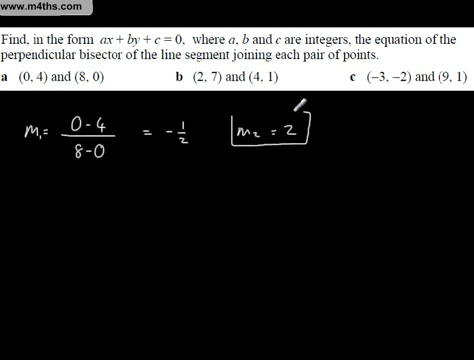 www.m4ths.com
Find, in the form ax + by + c = 0, where a, b and c are integers, the equation of the
perpendicular bisector of the line segment joining each pair of points.
a (0, 4) and (8, 0) b (2, 7) and (4, 1) c (−3, −2) and (9, 1)
m₁ = 0 - 4 / 8 - 0 = - 1/2 m₂ = 2